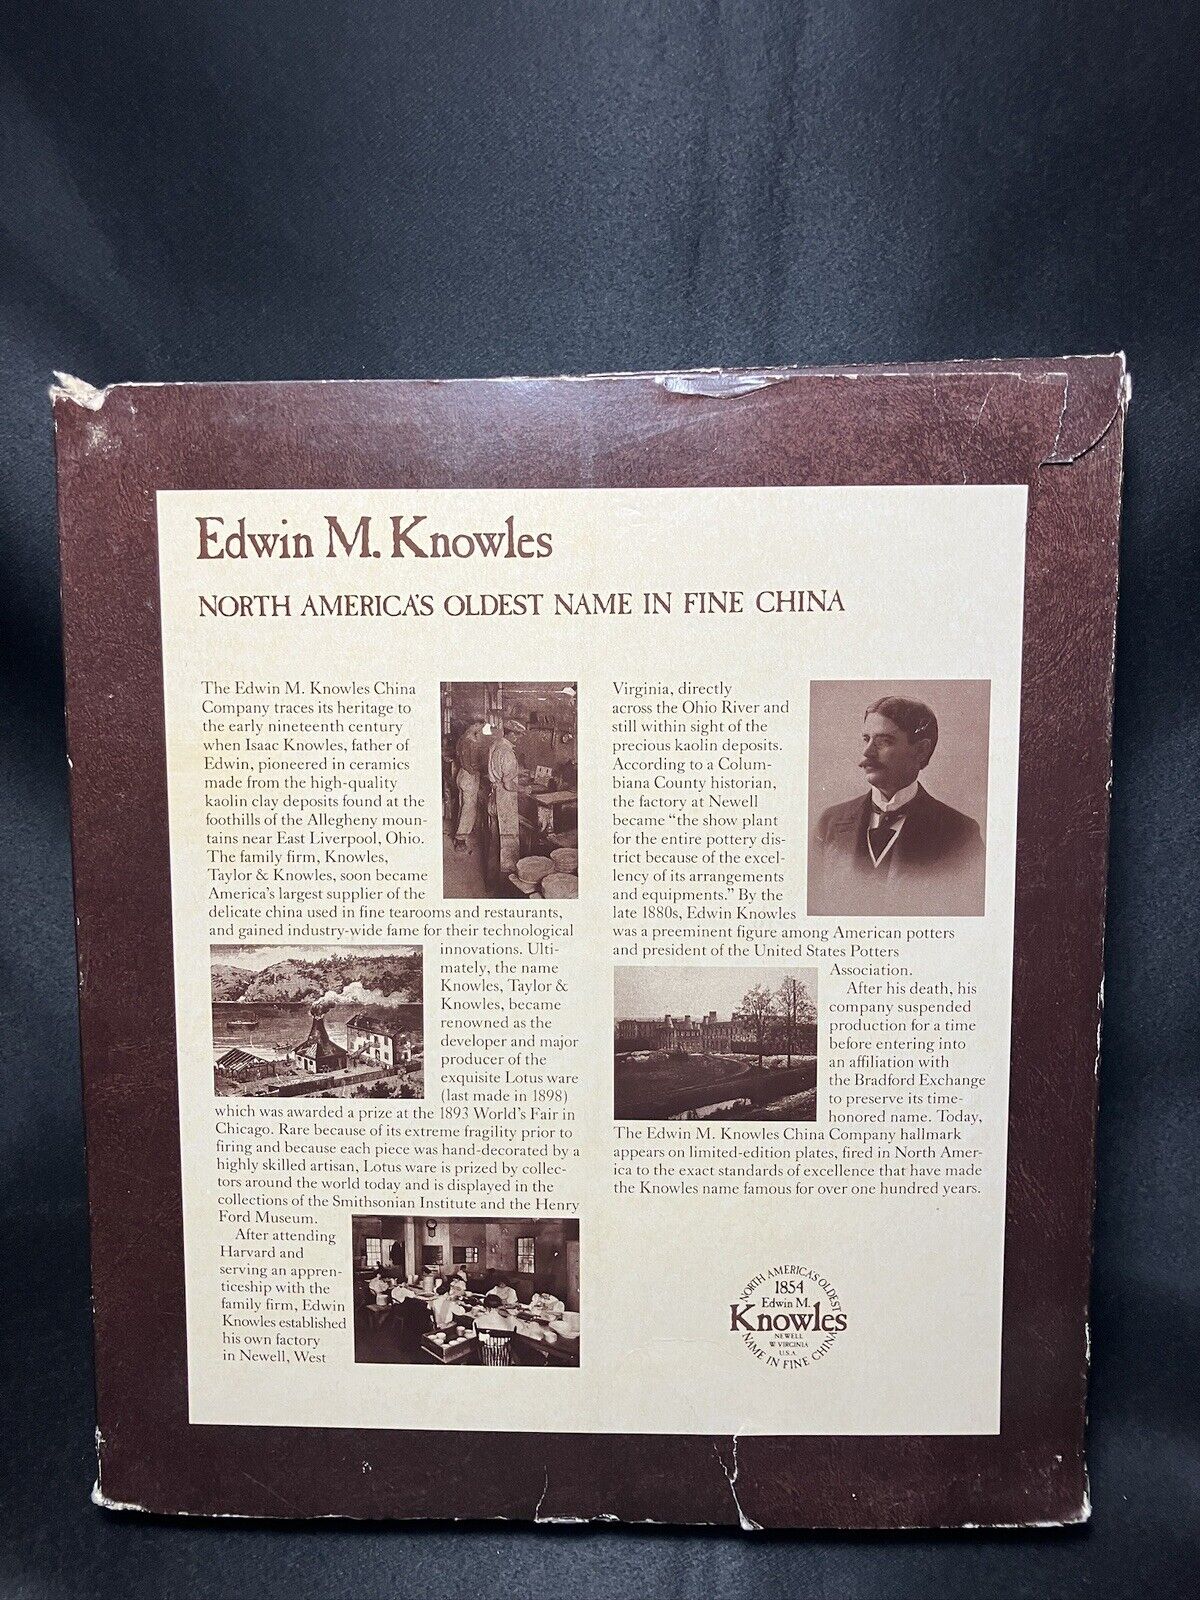 Edwin M. Knowles
NORTH AMERICA'S OLDEST NAME IN FINE CHINA
The Edwin M. Knowles China
Company traces its heritage to
the early nineteenth century
when Isaac Knowles, father of
Edwin, pioneered in ceramics
made from the high-quality
kaolin clay deposits found at the
foothills of the Allegheny moun-
tains near East Liverpool, Ohio.
The family firm, Knowles,
Taylor & Knowles, soon became
America's largest supplier of the
delicate china used in fine tearooms and restaurants,
and gained industry-wide fame for their technological
innovations. Ulti-
mately, the name
Knowles, Taylor &
Knowles, became
renowned as the
developer and major
producer of the
exquisite Lotus ware
(last made in 1898)
which was awarded a prize at the 1893 World's Fair in
Chicago. Rare because of its extreme fragility prior to
firing and because each piece was hand-decorated by a
highly skilled artisan, Lotus ware is prized by collec-
tors around the world today and is displayed in the
collections of the Smithsonian Institute and the Henry
Ford Museum.
After attending
Harvard and
serving an appren-
ticeship with the
family firm, Edwin
Knowles established
his own factory
in Newell, West
Virginia, directly
across the Ohio River and
still within sight of the
precious kaolin deposits.
According to a Colum-
biana County historian,
the factory at Newell
became “the show plant
for the entire pottery dis-
trict because of the excel-
lency of its arrangements
and equipments.” By the
late 1880s, Edwin Knowles
was a preeminent figure among American potters
and president of the United States Potters
Association.
After his death, his
company suspended
production for a time
before entering into
an affiliation with
the Bradford Exchange
to preserve its time-
honored name. Today,
The Edwin M. Knowles China Company hallmark
appears on limited-edition plates, fired in North Amer-
ica to the exact standards of excellence that have made
the Knowles name famous for over one hundred years.
NORTH AMERICA'S OLDEST
1854
Edwin M.
Knowles
NEWELL
W. VIRGINIA
U.S.A.
NAME IN FINE CHINA